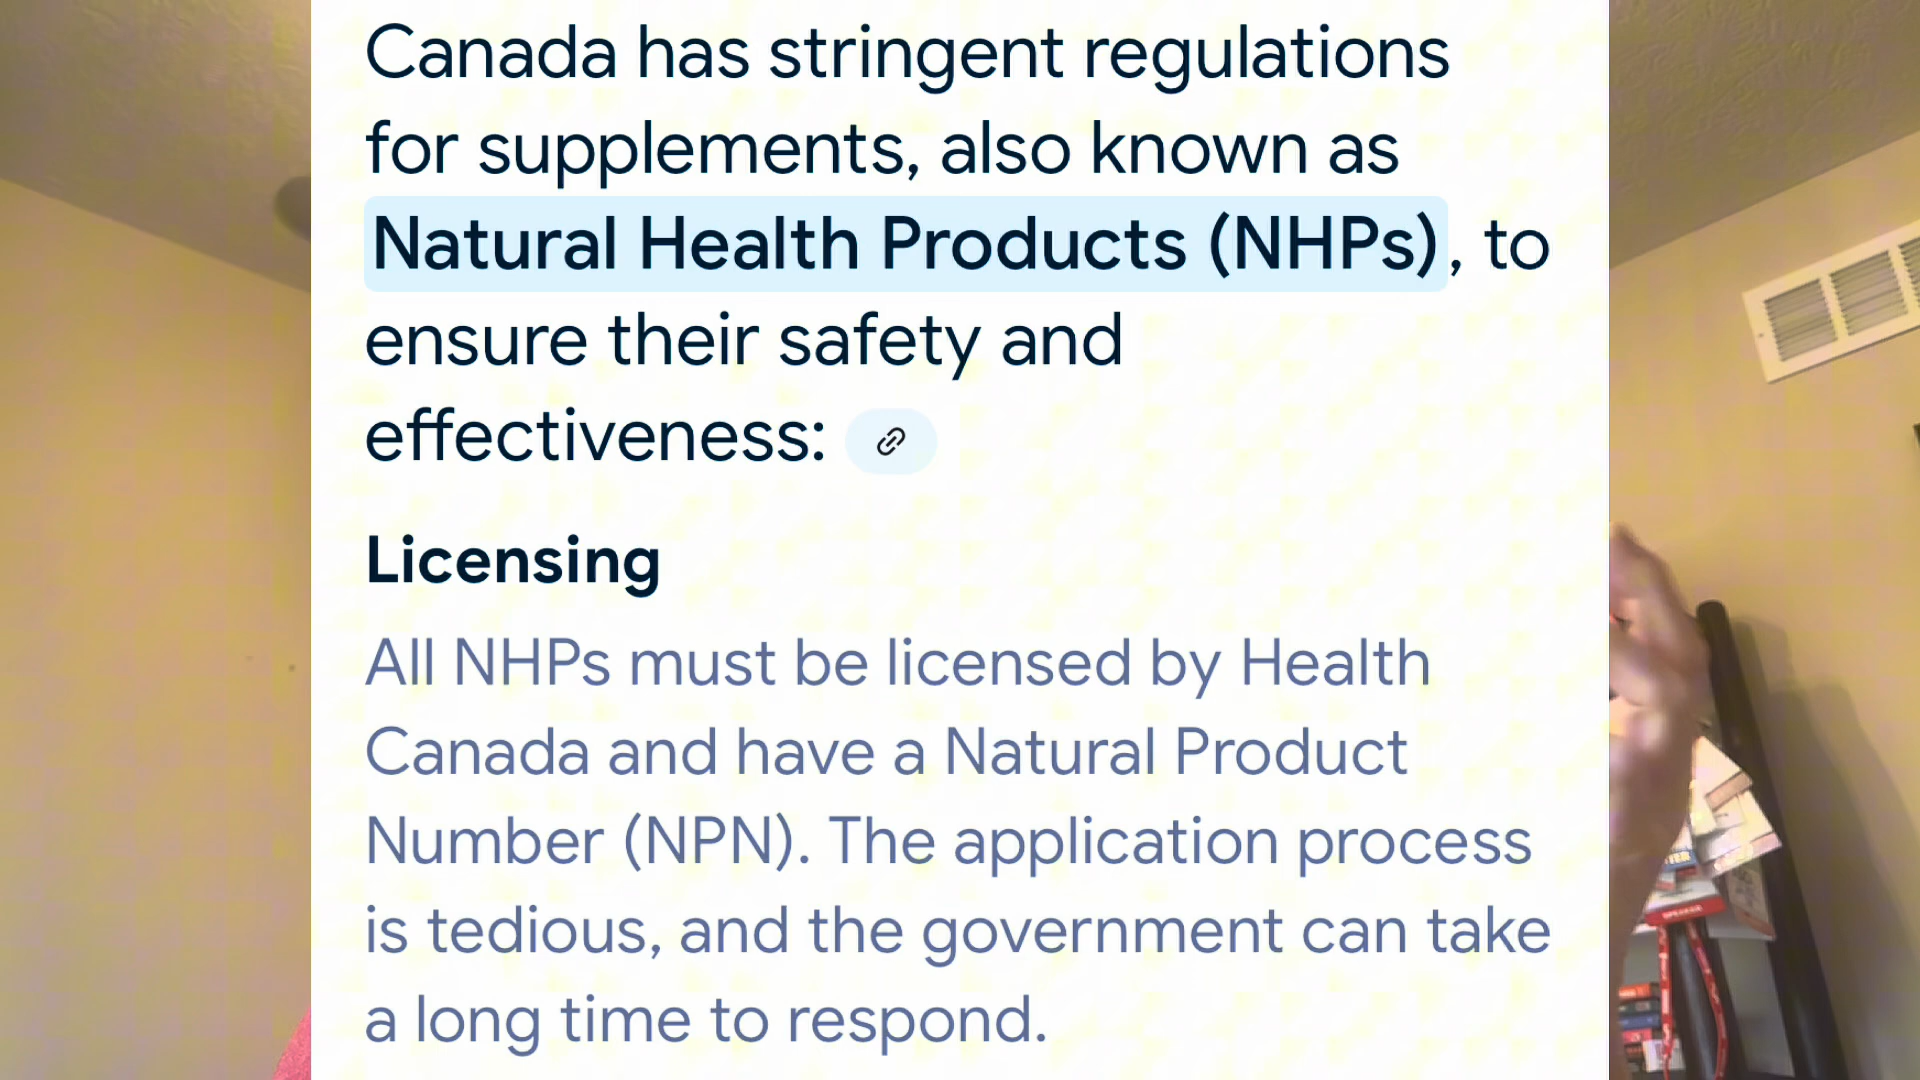 Canada has stringent regulations
for supplements, also known as
Natural Health Products (NHPs), to
ensure their safety and
effectiveness:
Licensing
All NHPs must be licensed by Health
Canada and have a Natural Product
Number (NPN). The application process
is tedious, and the government can take
a long time to respond.
SPEAKER